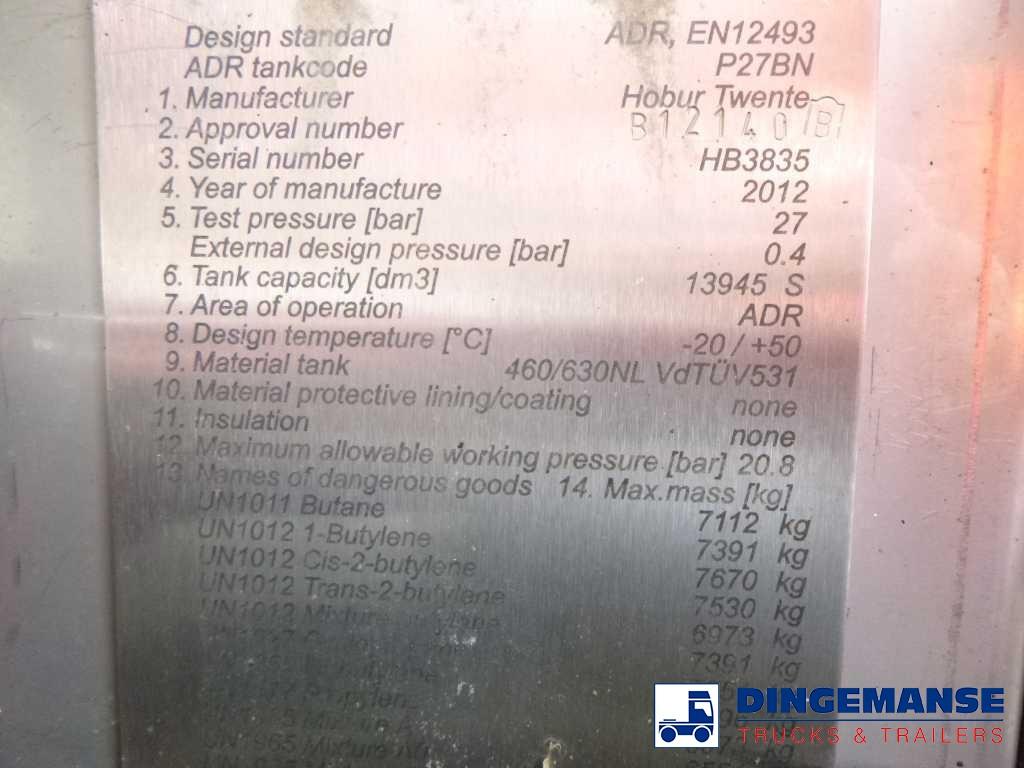 Design standard ADR, EN12493
ADR tankcode P27BN
1. Manufacturer Hobur Twente
2. Approval number B12140 B
3. Serial number HB3835
4. Year of manufacture 2012
5. Test pressure [bar] 27
External design pressure [bar] 0.4
6. Tank capacity [dm3] 13945 S
7. Area of operation ADR
8. Design temperature [°C] -20 / +50
9. Material tank 460/630NL VdTÜV531
10. Material protective lining/coating none
11. Insulation none
12. Maximum allowable working pressure [bar] 20.8
13. Names of dangerous goods 14. Max.mass [kg]
UN1011 Butane 7112 kg
UN1012 1-Butylene 7391 kg
UN1012 Cis-2-butylene 7670 kg
UN1012 Trans-2-butylene 7530 kg
UN1012 Mixture 6973 kg
7391 kg
Mixture
965 Mixture
DINGEMANSE
TRUCKS & TRAILERS